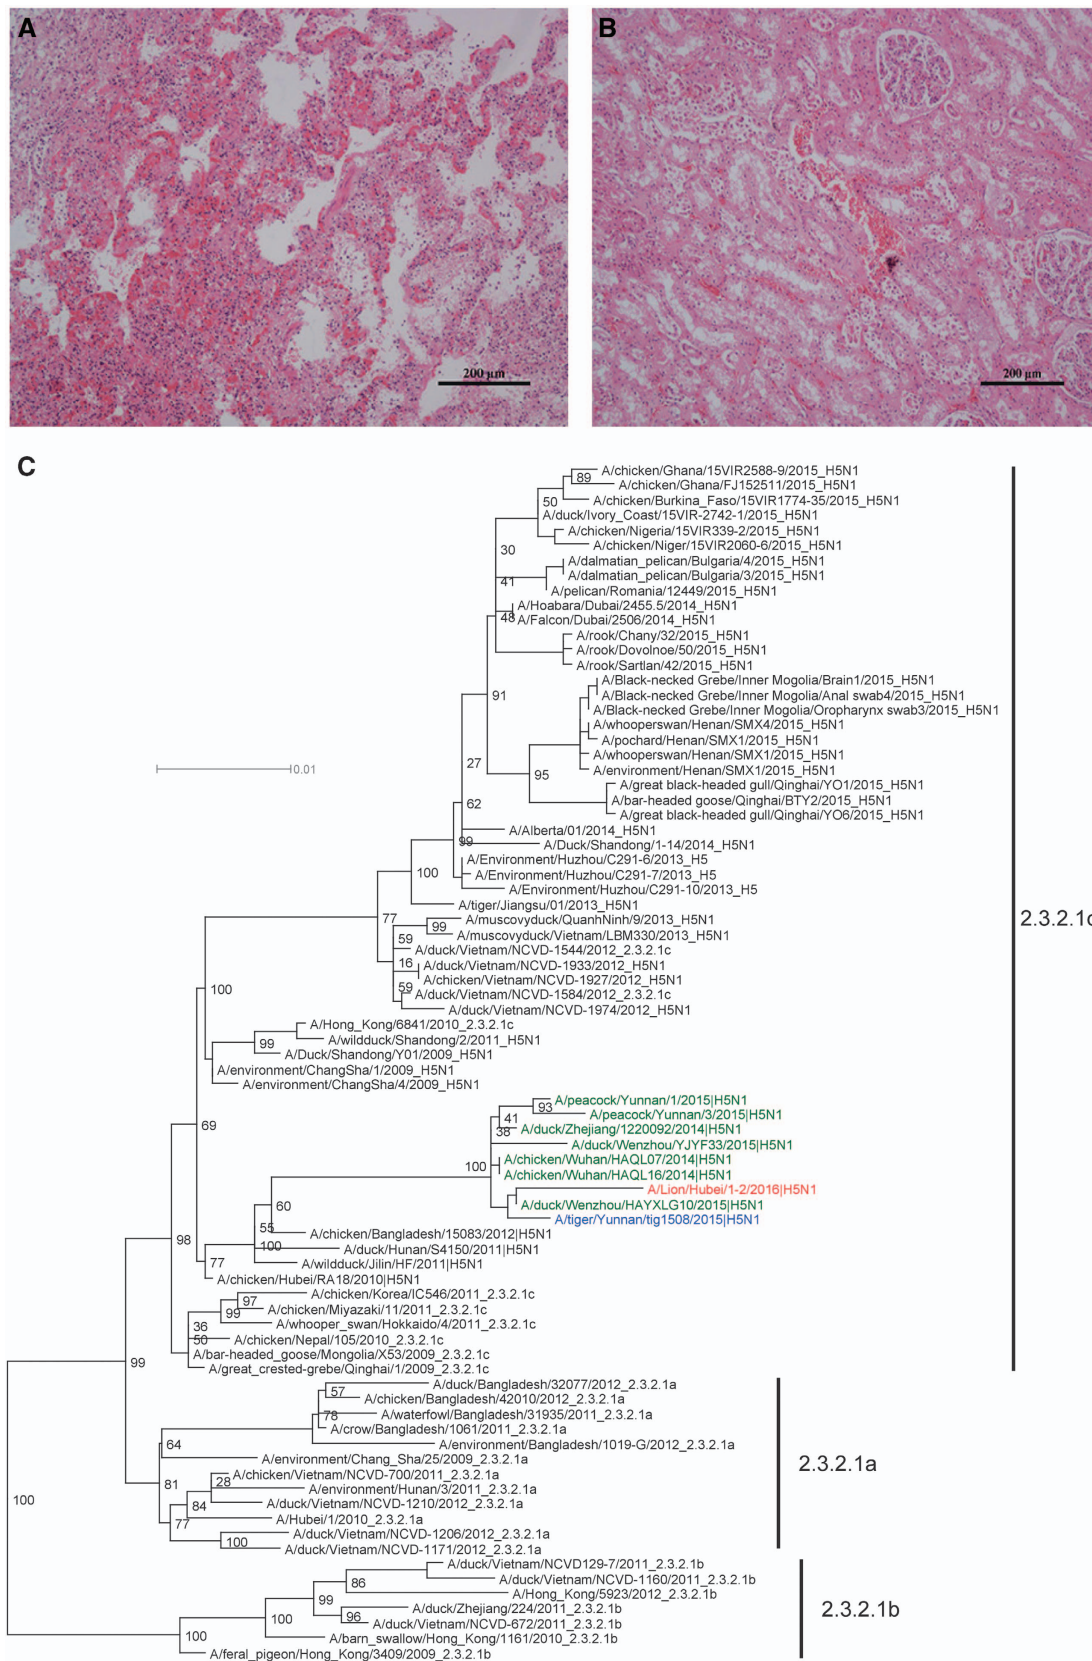 A
B
200 μm
200 μm
C
A/chicken/Ghana/15VIR2588-9/2015_H5N1
89
A/chicken/Ghana/FJ152511/2015_H5N1
50
A/chicken/Burkina_Faso/15VIR1774-35/2015_H5N1
A/duck/Ivory_Coast/15VIR-2742-1/2015_H5N1
A/chicken/Nigeria/15VIR339-2/2015_H5N1
30
A/chicken/Niger/15VIR2060-6/2015_H5N1
A/dalmatian_pelican/Bulgaria/4/2015_H5N1
41
A/dalmatian_pelican/Bulgaria/3/2015_H5N1
A/pelican/Romania/12449/2015_H5N1
A/Hoabara/Dubai/2455.5/2014_H5N1
48
A/Falcon/Dubai/2506/2014_H5N1
A/rook/Chany/32/2015_H5N1
A/rook/Dovolnoe/50/2015_H5N1
A/rook/Sartlan/42/2015_H5N1
A/Black-necked Grebe/Inner Mogolia/Brain1/2015_H5N1
91
A/Black-necked Grebe/Inner Mogolia/Anal swab4/2015_H5N1
A/Black-necked Grebe/Inner Mogolia/Oropharynx swab3/2015_H5N1
A/whooperswan/Henan/SMX4/2015_H5N1
A/pochard/Henan/SMX1/2015_H5N1
A/whooperswan/Henan/SMX1/2015_H5N1
27
0.01
95
A/environment/Henan/SMX1/2015_H5N1
A/great black-headed gull/Qinghai/YO1/2015_H5N1
62
A/bar-headed goose/Qinghai/BTY2/2015_H5N1
A/great black-headed gull/Qinghai/YO6/2015_H5N1
A/Alberta/01/2014_H5N1
99
A/Duck/Shandong/1-14/2014_H5N1
A/Environment/Huzhou/C291-6/2013_H5
100
A/Environment/Huzhou/C291-7/2013_H5
A/Environment/Huzhou/C291-10/2013_H5
A/tiger/Jiangsu/01/2013_H5N1
77
A/muscovyduck/QuanhNinh/9/2013_H5N1
2.3.2.1c
99
A/muscovyduck/Vietnam/LBM330/2013_H5N1
59
A/duck/Vietnam/NCVD-1544/2012_2.3.2.1c
16
A/duck/Vietnam/NCVD-1933/2012_H5N1
A/chicken/Vietnam/NCVD-1927/2012_H5N1
59
A/duck/Vietnam/NCVD-1584/2012_2.3.2.1c
100
A/duck/Vietnam/NCVD-1974/2012_H5N1
A/Hong_Kong/6841/2010_2.3.2.1c
A/wildduck/Shandong/2/2011_H5N1
99
A/Duck/Shandong/Y01/2009_H5N1
A/environment/ChangSha/1/2009_H5N1
A/environment/ChangSha/4/2009_H5N1
A/peacock/Yunnan/1/2015|H5N1
93
A/peacock/Yunnan/3/2015|H5N1
41
69
38
A/duck/Zhejiang/1220092/2014|H5N1
A/duck/Wenzhou/YJYF33/2015|H5N1
A/chicken/Wuhan/HAQL07/2014|H5N1
100
A/chicken/Wuhan/HAQL16/2014|H5N1
A/Lion/Hubei/1-2/2016|H5N1
60
A/duck/Wenzhou/HAYXLG10/2015|H5N1
A/tiger/Yunnan/tig1508/2015|H5N1
55
A/chicken/Bangladesh/15083/2012|H5N1
98
100
A/duck/Hunan/S4150/2011|H5N1
77
A/wildduck/Jilin/HF/2011|H5N1
A/chicken/Hubei/RA18/2010|H5N1
A/chicken/Korea/IC546/2011_2.3.2.1c
97
A/chicken/Miyazaki/11/2011_2.3.2.1c
99
36
A/whooper_swan/Hokkaido/4/2011_2.3.2.1c
50
A/chicken/Nepal/105/2010_2.3.2.1c
A/bar-headed_goose/Mongolia/X53/2009_2.3.2.1c
99
A/great_crested-grebe/Qinghai/1/2009_2.3.2.1c
A/duck/Bangladesh/32077/2012_2.3.2.1a
57
A/chicken/Bangladesh/42010/2012_2.3.2.1a
78
A/waterfowl/Bangladesh/31935/2011_2.3.2.1a
A/crow/Bangladesh/1061/2011_2.3.2.1a
64
A/environment/Bangladesh/1019-G/2012_2.3.2.1a
A/environment/Chang_Sha/25/2009_2.3.2.1a
2.3.2.1a
A/chicken/Vietnam/NCVD-700/2011_2.3.2.1a
81
28
A/environment/Hunan/3/2011_2.3.2.1a
100
84
A/duck/Vietnam/NCVD-1210/2012_2.3.2.1a
77
A/Hubei/1/2010_2.3.2.1a
A/duck/Vietnam/NCVD-1206/2012_2.3.2.1a
100
A/duck/Vietnam/NCVD-1171/2012_2.3.2.1a
A/duck/Vietnam/NCVD129-7/2011_2.3.2.1b
86
A/duck/Vietnam/NCVD-1160/2011_2.3.2.1b
99
A/Hong_Kong/5923/2012_2.3.2.1b
2.3.2.1b
A/duck/Zhejiang/224/2011_2.3.2.1b
100
96
A/duck/Vietnam/NCVD-672/2011_2.3.2.1b
100
A/barn_swallow/Hong_Kong/1161/2010_2.3.2.1b
A/feral_pigeon/Hong_Kong/3409/2009_2.3.2.1b